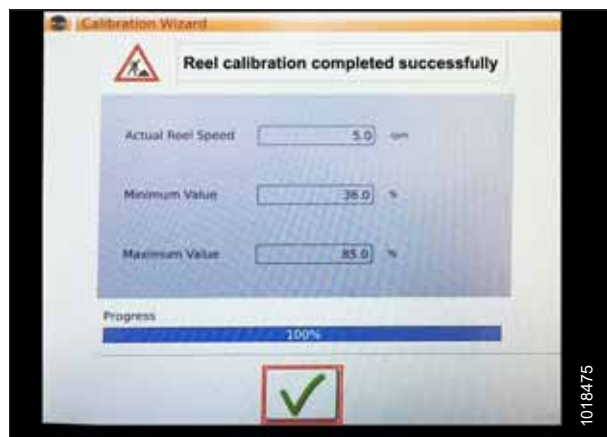 Calibration Wizard
Reel calibration completed successfully
Actual Reel Speed 5.0 rpm
Minimum Value 36.0 %
Maximum Value 85.0 %
Progress
100%
1018475